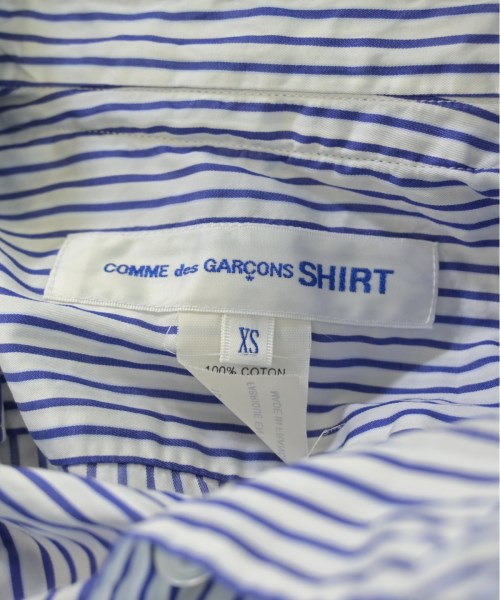 COMME des GARÇONS SHIRT
XS
100% COTON